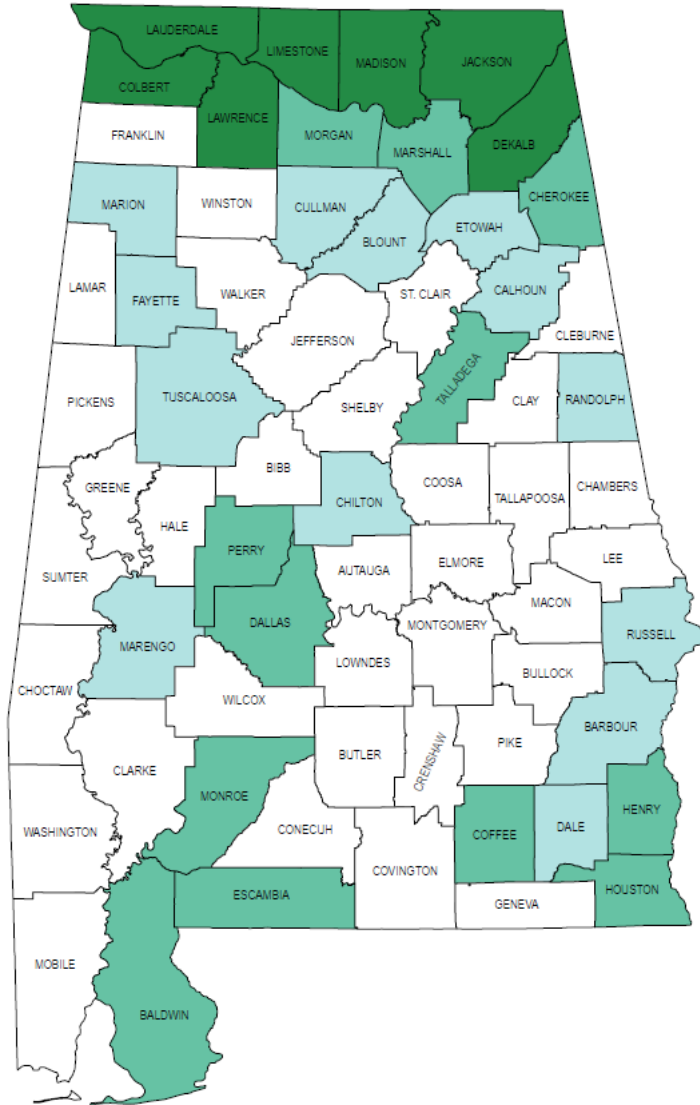 LAUDERDALE
LIMESTONE
MADISON
JACKSON
COLBERT
LAWRENCE
FRANKLIN
MORGAN
MARSHALL
DEKALB
CHEROKEE
MARION
WINSTON
CULLMAN
BLOUNT
ETOWAH
LAMAR
FAYETTE
WALKER
ST. CLAIR
CALHOUN
JEFFERSON
CLEBURNE
TALLADEGA
PICKENS
TUSCALOOSA
SHELBY
CLAY
RANDOLPH
BIBB
GREENE
HALE
CHILTON
COOSA
TALLAPOOSA
CHAMBERS
PERRY
SUMTER
AUTAUGA
ELMORE
LEE
MACON
DALLAS
MONTGOMERY
MARENGO
RUSSELL
LOWNDES
BULLOCK
CHOCTAW
WILCOX
BARBOUR
CLARKE
BUTLER
CRENSHAW
PIKE
MONROE
HENRY
WASHINGTON
CONECUH
COFFEE
DALE
COVINGTON
ESCAMBIA
HOUSTON
GENEVA
MOBILE
BALDWIN